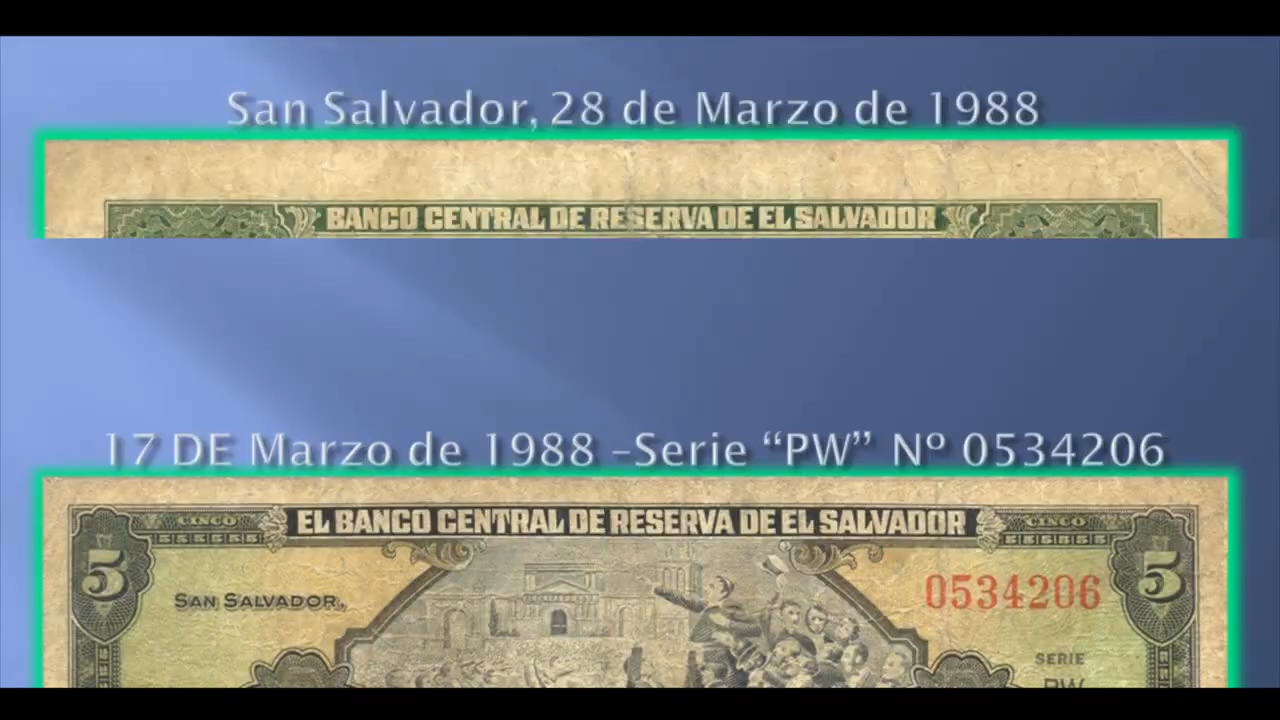 San Salvador, 28 de Marzo de 1988
BANCO CENTRAL DE RESERVA DE EL SALVADOR
17 DE Marzo de 1988 –Serie “PW” Nº 0534206
EL BANCO CENTRAL DE RESERVA DE EL SALVADOR
CINCO CINCO
5 5
SAN SALVADOR,
0534206
SERIE
PW